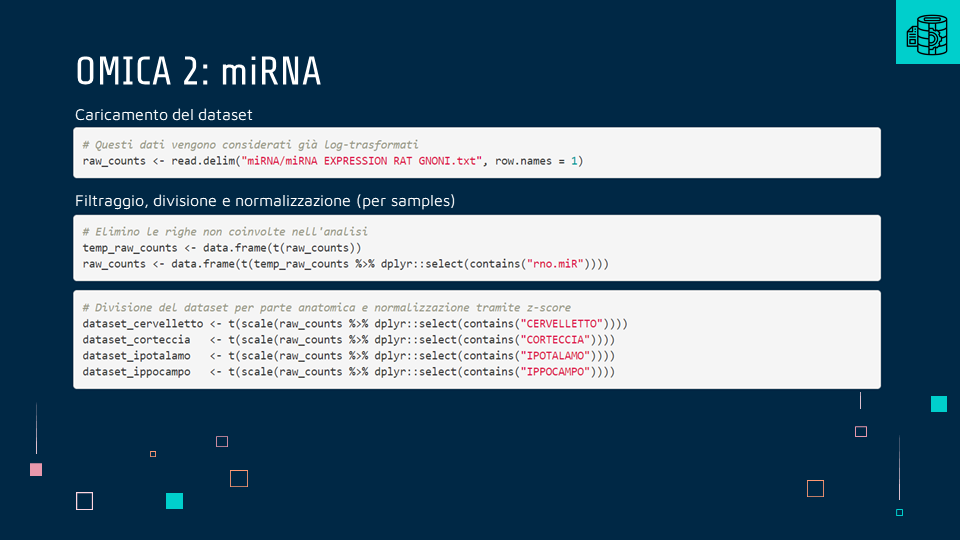 OMICA 2: miRNA
Caricamento del dataset
# Questi dati vengono considerati già log-trasformati
raw_counts <- read.delim("miRNA/miRNA EXPRESSION RAT GNONI.txt", row.names = 1)
Filtraggio, divisione e normalizzazione (per samples)
# Elimino le righe non coinvolte nell'analisi
temp_raw_counts <- data.frame(t(raw_counts))
raw_counts <- data.frame(t(temp_raw_counts %>% dplyr::select(contains("rno.miR"))))
# Divisione del dataset per parte anatomica e normalizzazione tramite z-score
dataset_cervelletto <- t(scale(raw_counts %>% dplyr::select(contains("CERVELLETTO"))))
dataset_corteccia   <- t(scale(raw_counts %>% dplyr::select(contains("CORTECCIA"))))
dataset_ipotalamo   <- t(scale(raw_counts %>% dplyr::select(contains("IPOTALAMO"))))
dataset_ippocampo   <- t(scale(raw_counts %>% dplyr::select(contains("IPPOCAMPO"))))